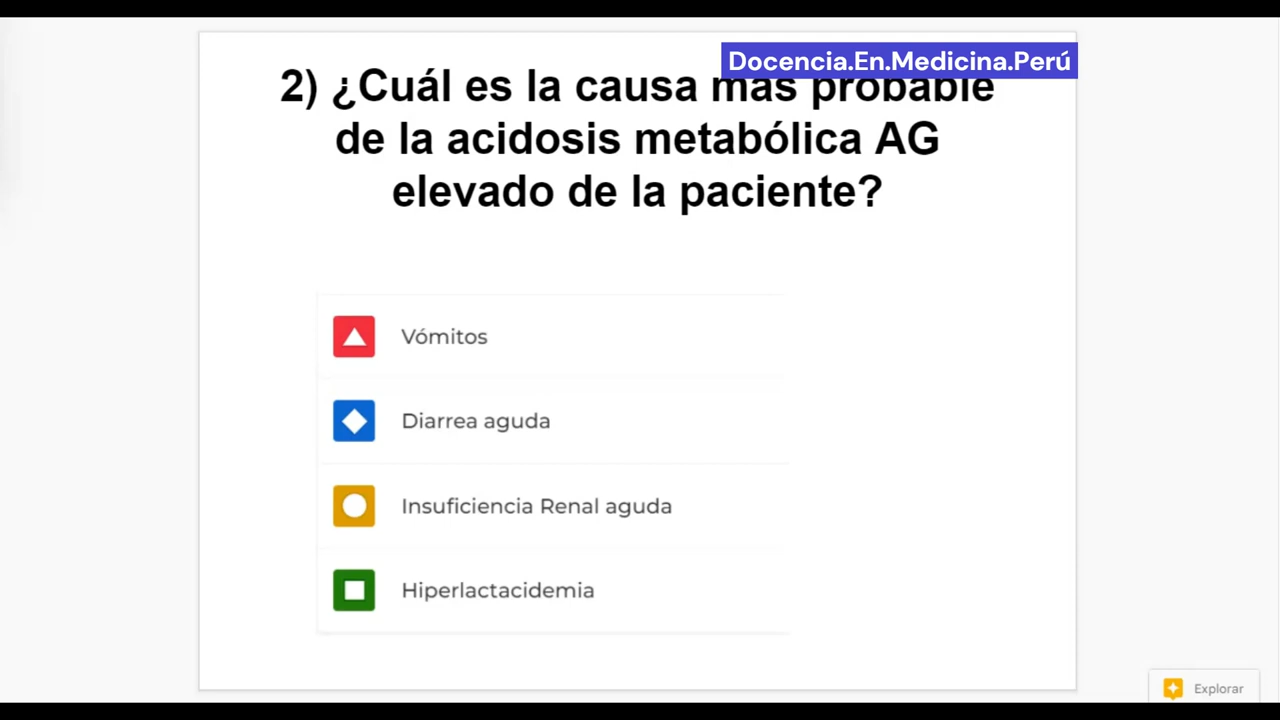 Docencia.En.Medicina.Perú
2) ¿Cuál es la causa más probable
de la acidosis metabólica AG
elevado de la paciente?
Vómitos
Diarrea aguda
Insuficiencia Renal aguda
Hiperlactacidemia
Explorar